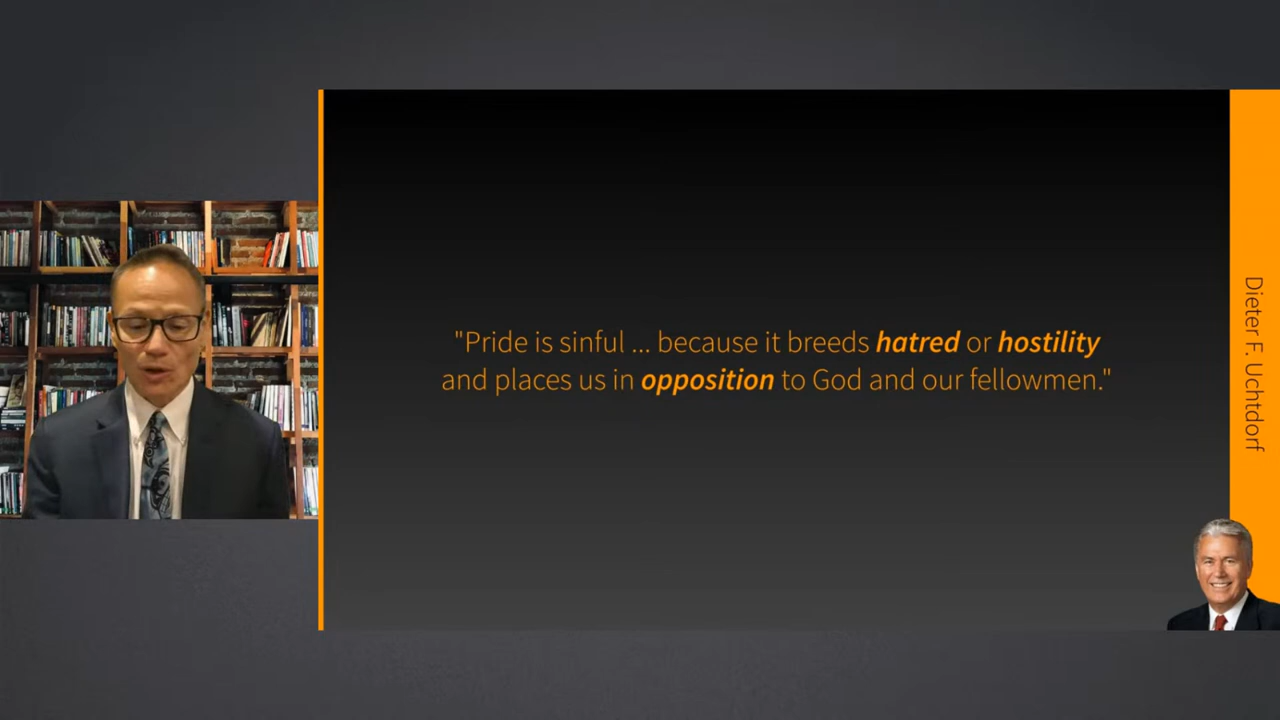 "Pride is sinful ... because it breeds hatred or hostility
and places us in opposition to God and our fellowmen."
Dieter F. Uchtdorf